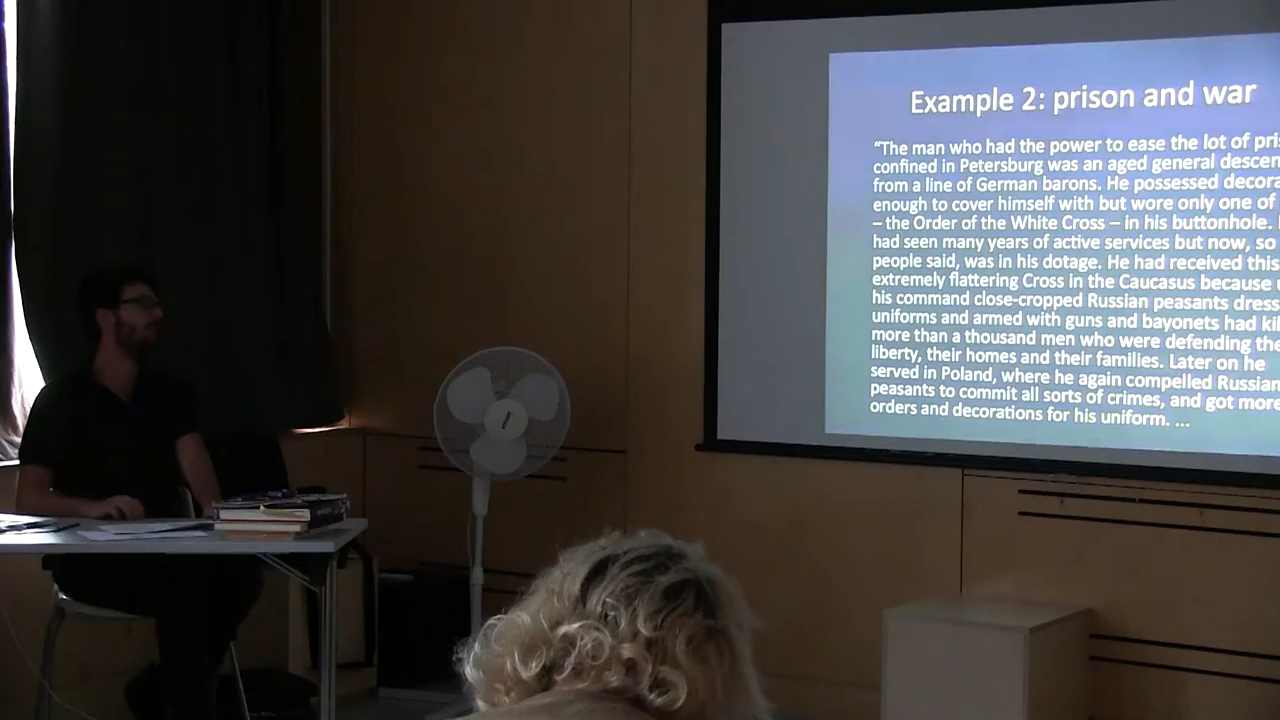 Example 2: prison and war
“The man who had the power to ease the lot of
confined in Petersburg was an aged general
from a line of German barons. He possessed
enough to cover himself with but wore only one of
– the Order of the White Cross – in his buttonhole.
had seen many years of active services but now, so
people said, was in his dotage. He had received this
extremely flattering Cross in the Caucasus because
his command close-cropped Russian peasants
uniforms and armed with guns and bayonets had
more than a thousand men who were defending
liberty, their homes and their families. Later on he
served in Poland, where he again compelled Russian
peasants to commit all sorts of crimes, and got more
orders and decorations for his uniform. ...